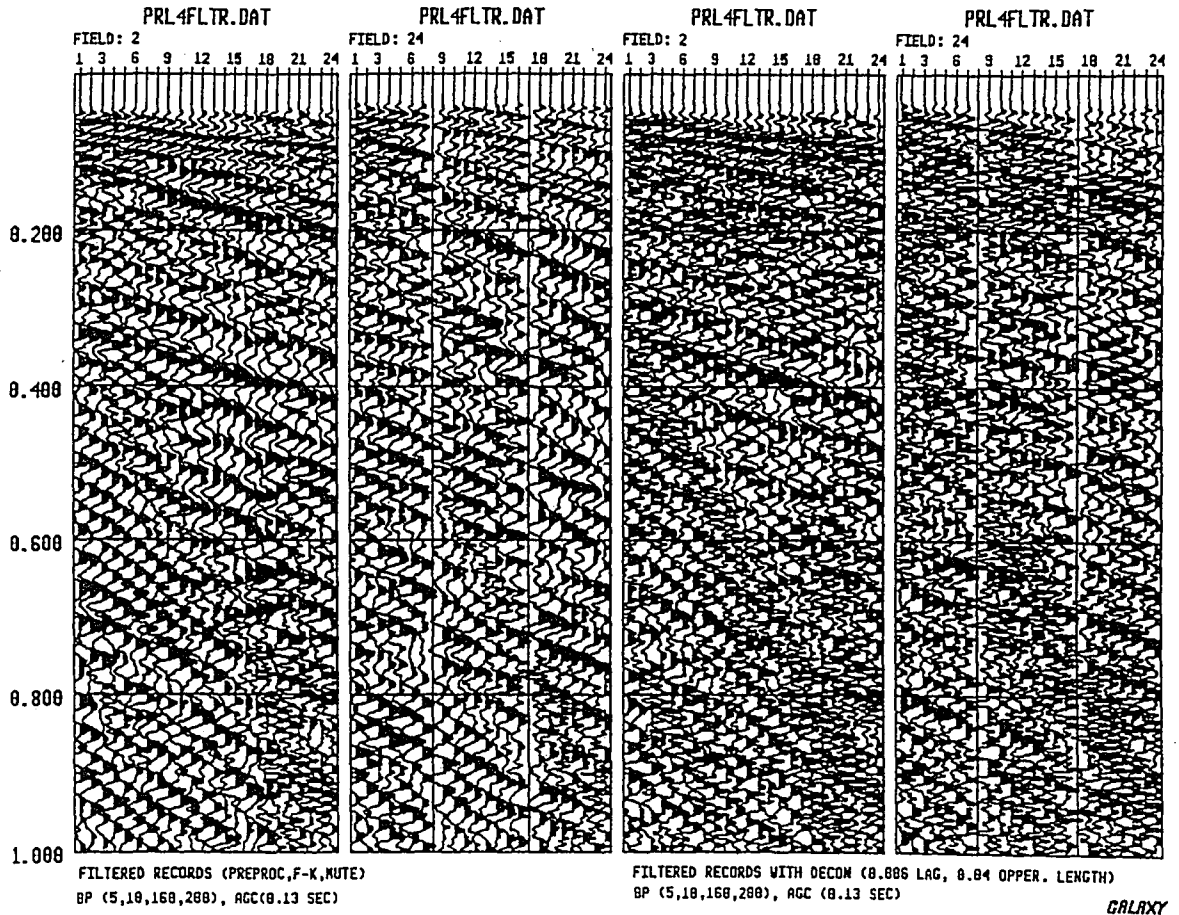 PRL4FLTR.DAT
PRL4FLTR.DAT
PRL4FLTR.DAT
PRL4FLTR.DAT
FIELD: 2
FIELD: 24
FIELD: 2
FIELD: 24
1 3 6 9 12 15 18 21 24
1 3 6 9 12 15 18 21 24
1 3 6 9 12 15 18 21 24
1 3 6 9 12 15 18 21 24
0.200
0.400
0.600
0.800
1.000
FILTERED RECORDS (PREPROC,F-K,MUTE)
BP (5,10,160,200), AGC(0.13 SEC)
FILTERED RECORDS WITH DECON (0.006 LAG, 0.04 OPPER. LENGTH)
BP (5,10,160,200), AGC (0.13 SEC)
GALAXY